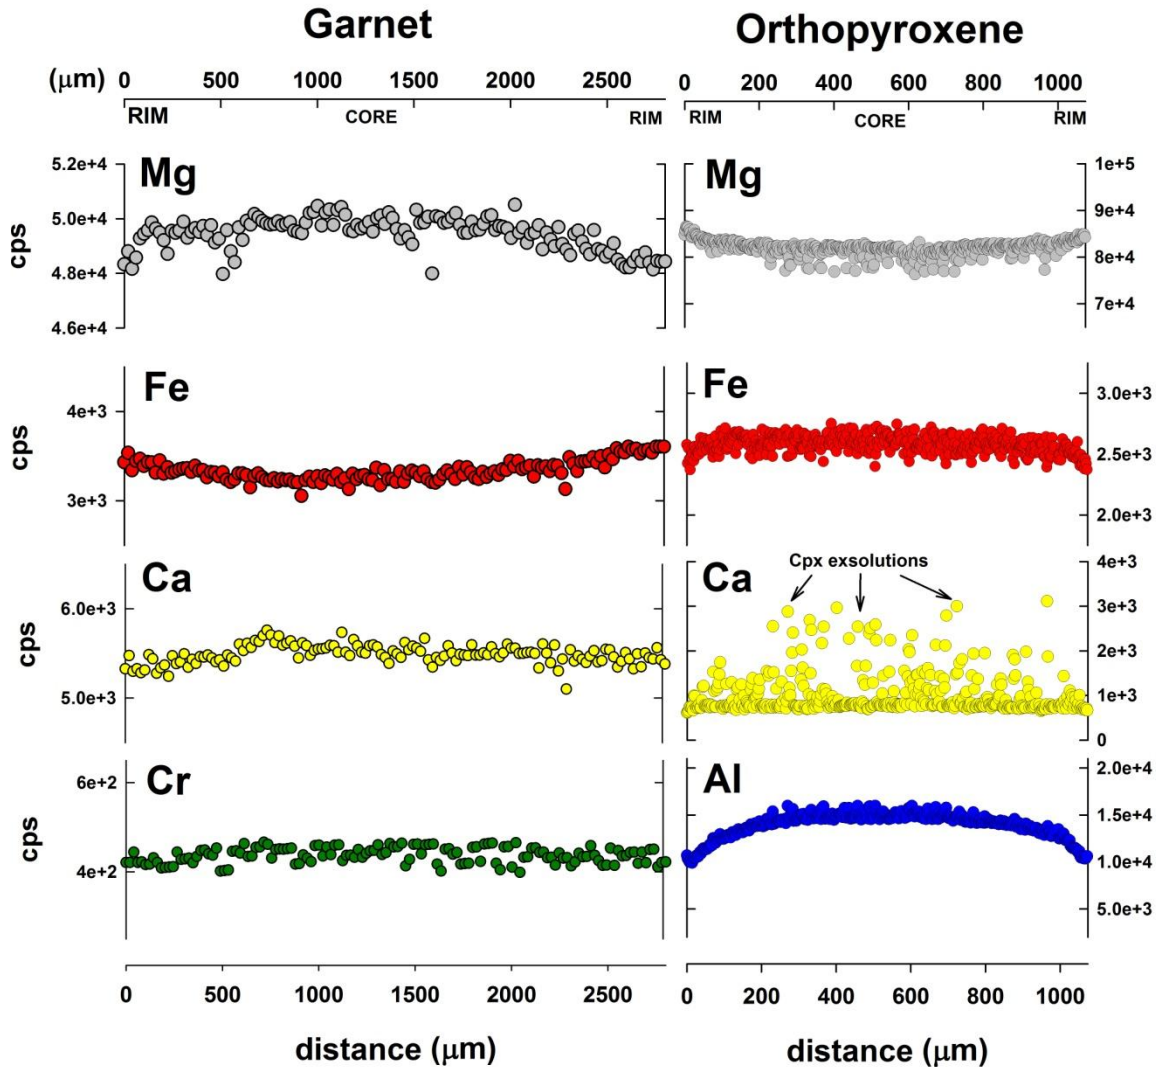 Garnet
Orthopyroxene
(μm) 0 500 1000 1500 2000 2500
0 200 400 600 800 1000
RIM CORE RIM
RIM CORE RIM
Mg
cps
5.2e+4
5.0e+4
4.8e+4
4.6e+4
Mg
1e+5
9e+4
8e+4
7e+4
Fe
cps
4e+3
3e+3
Fe
3.0e+3
2.5e+3
2.0e+3
Ca
cps
6.0e+3
5.0e+3
Ca
Cpx exsolutions
4e+3
3e+3
2e+3
1e+3
0
Cr
cps
6e+2
4e+2
Al
2.0e+4
1.5e+4
1.0e+4
5.0e+3
0 500 1000 1500 2000 2500
0 200 400 600 800 1000
distance (μm)
distance (μm)